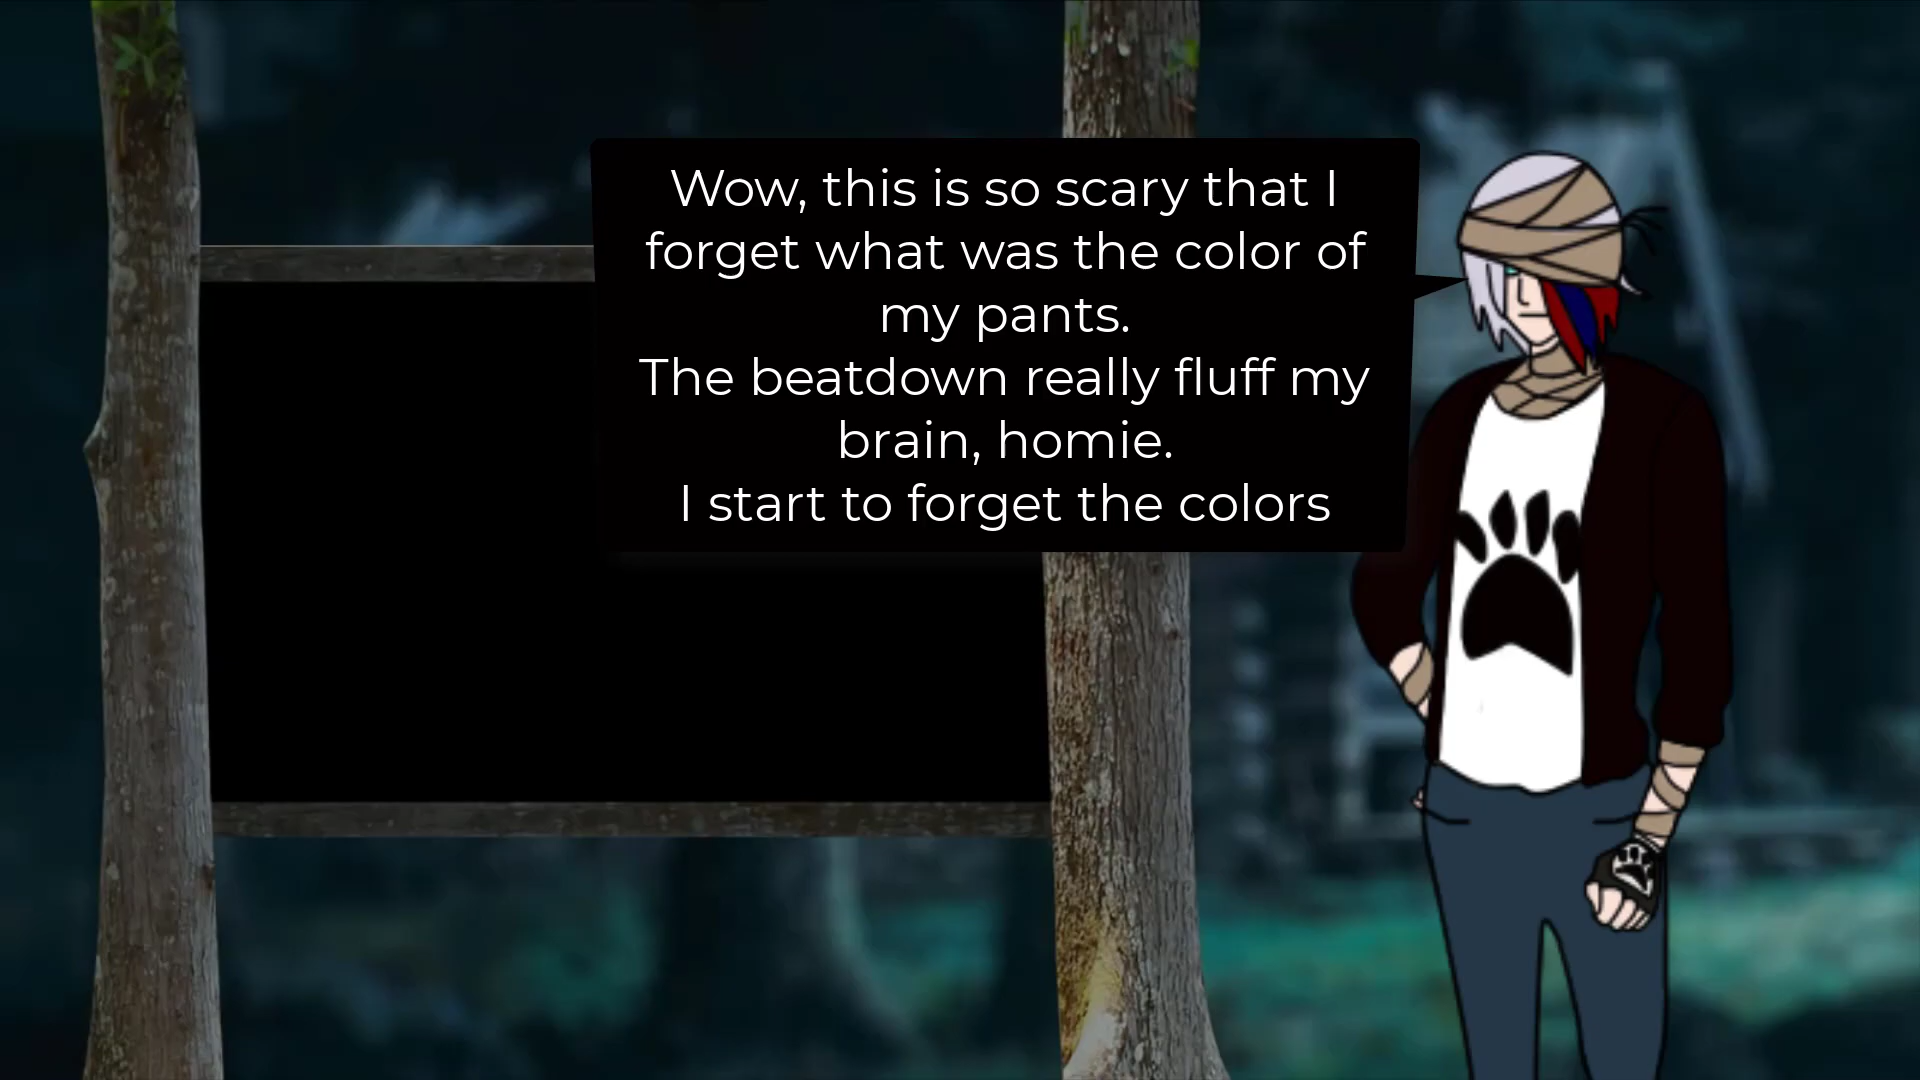 Wow, this is so scary that I
forget what was the color of
my pants.
The beatdown really fluff my
brain, homie.
I start to forget the colors